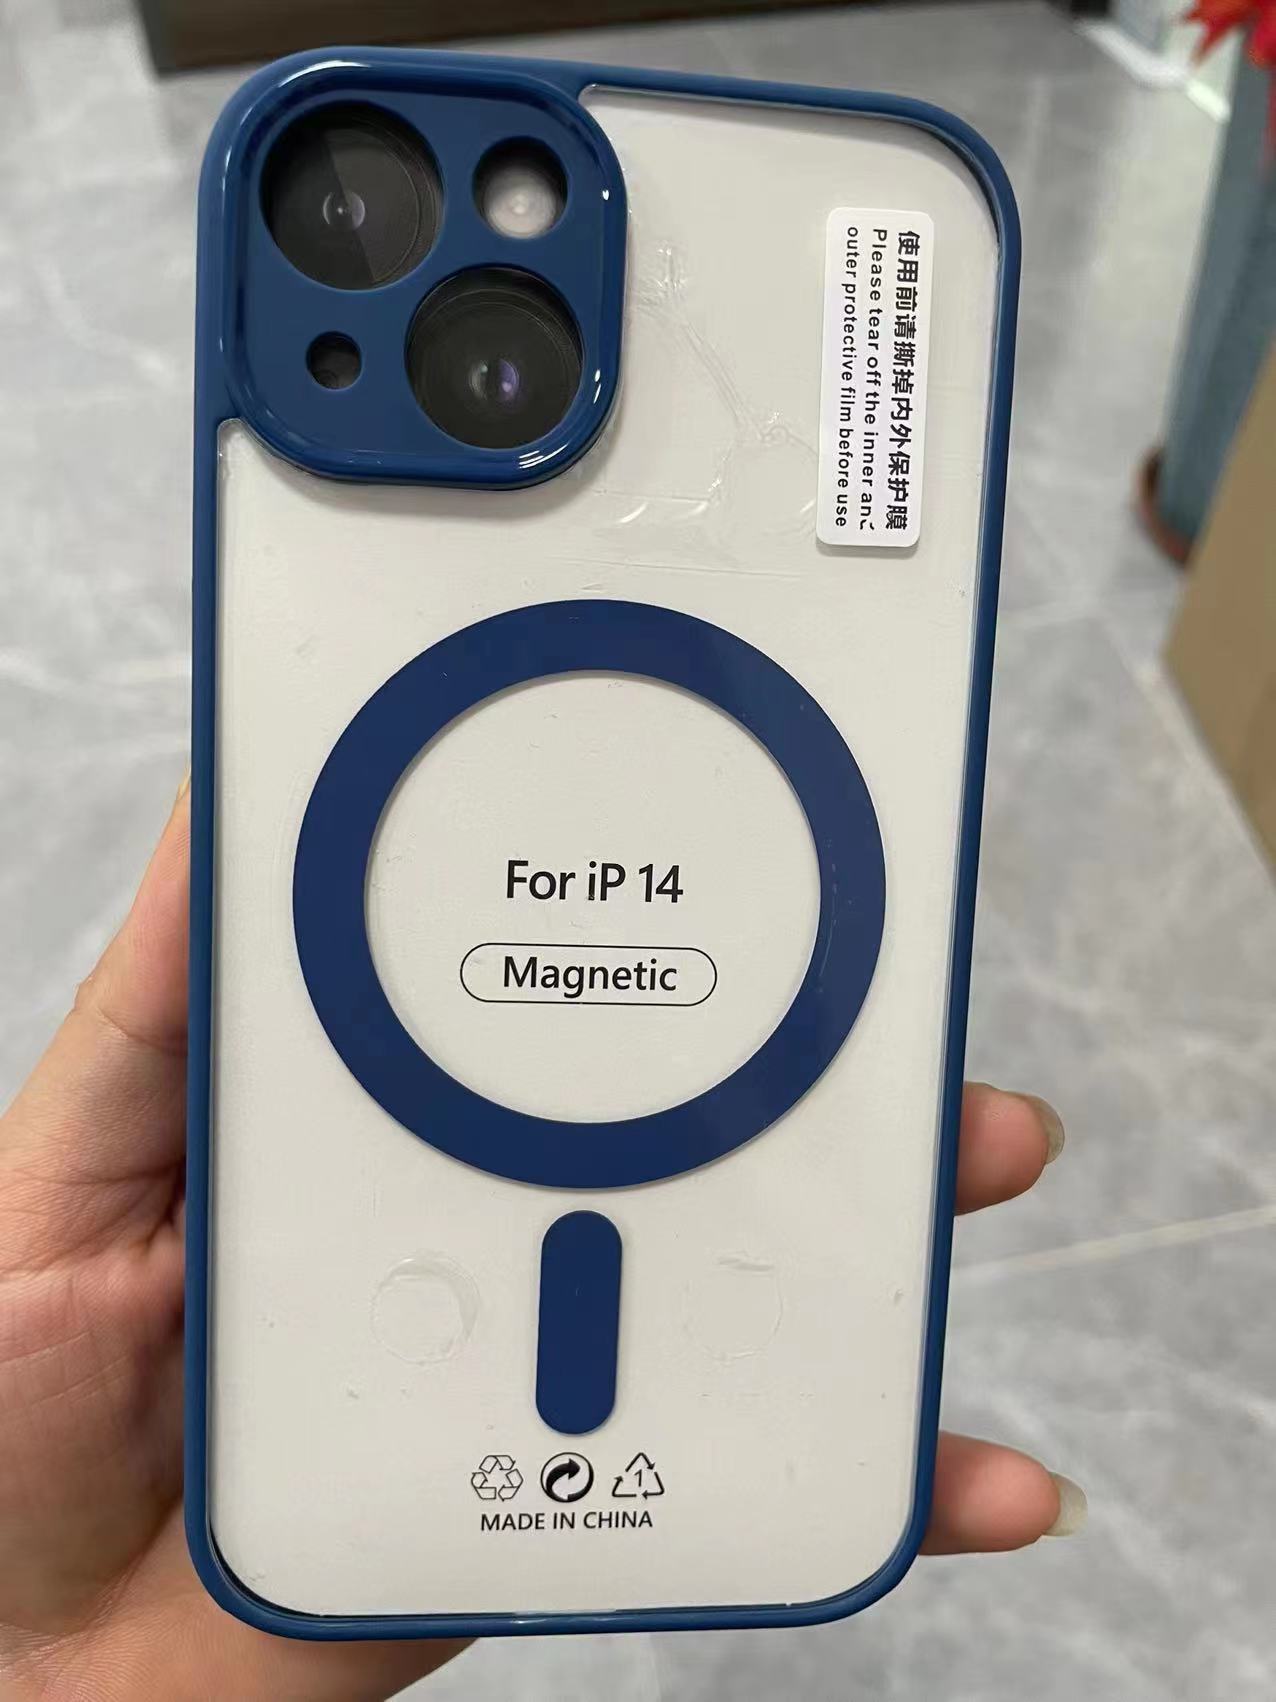 使用前请撕掉内外保护膜
Please tear off the inner and
outer protective film before use
For iP 14
Magnetic
1
MADE IN CHINA